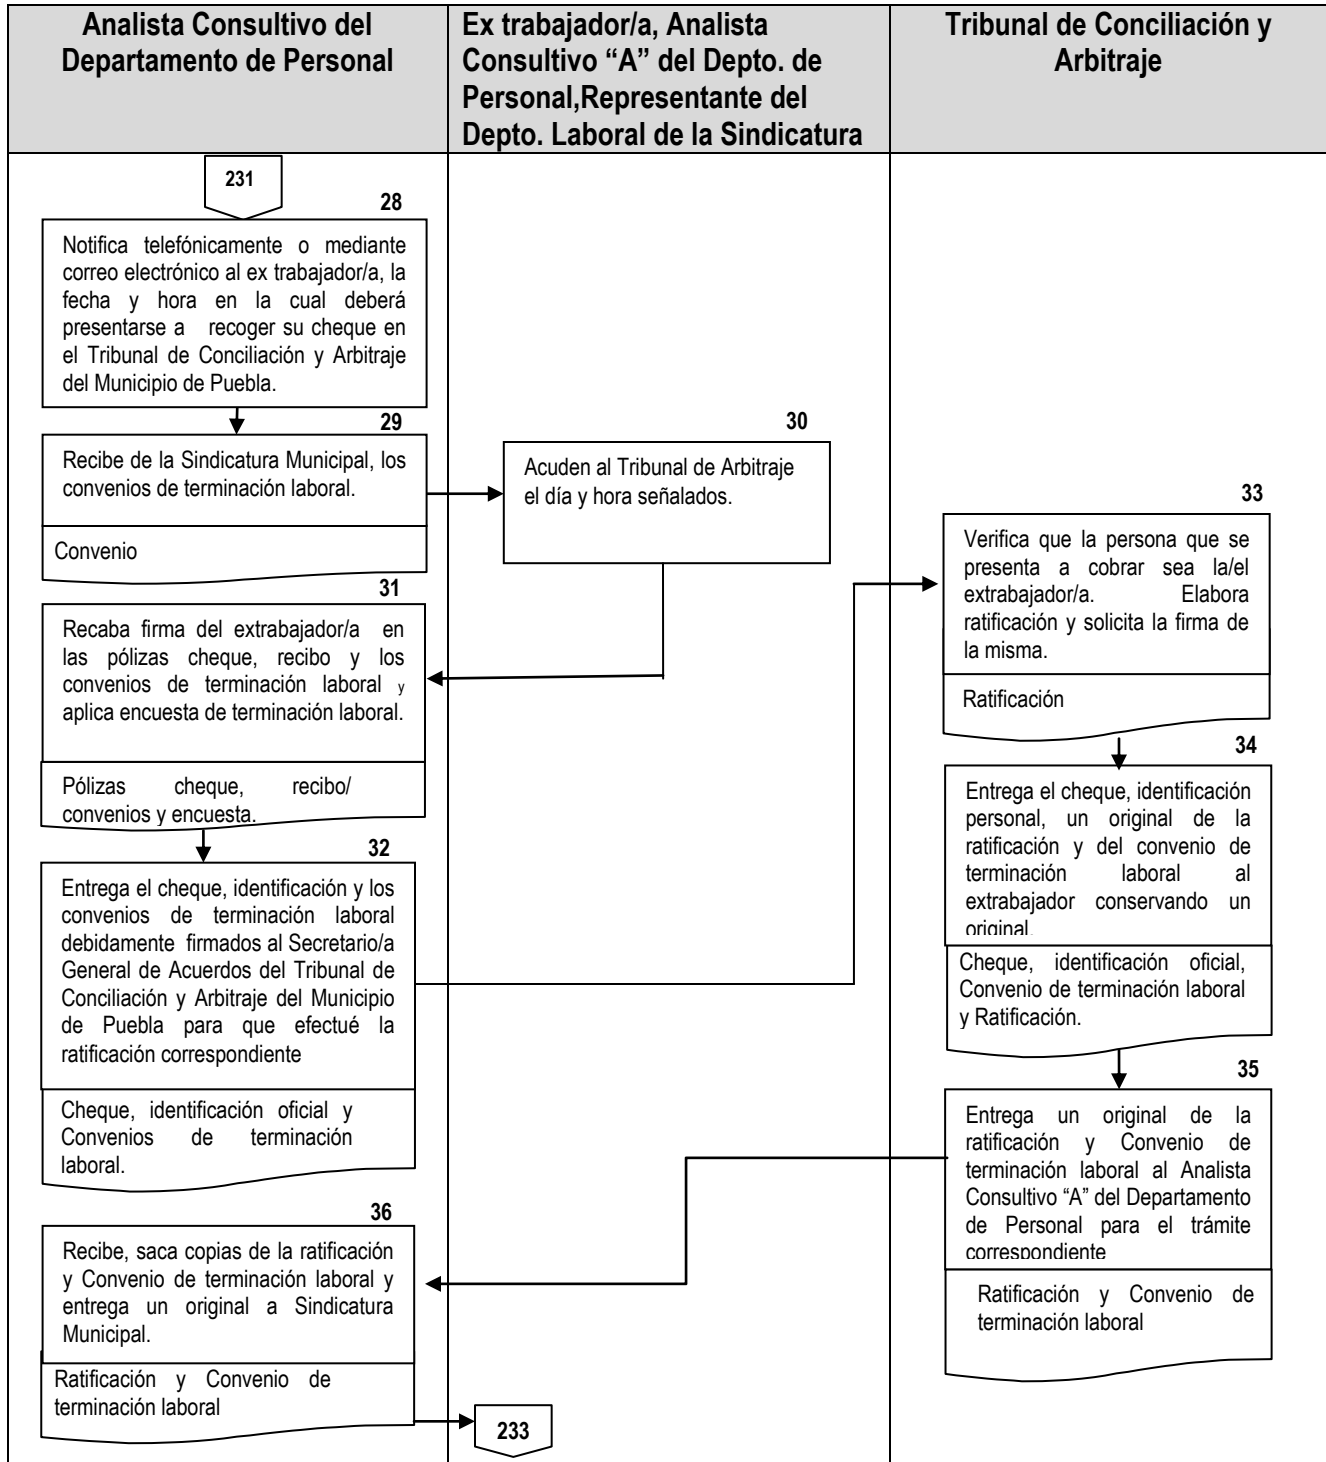 Analista Consultivo del
Departamento de Personal
Ex trabajador/a, Analista
Consultivo “A” del Depto. de
Personal,Representante del
Depto. Laboral de la Sindicatura
Tribunal de Conciliación y
Arbitraje
231
28
Notifica telefónicamente o mediante
correo electrónico al ex trabajador/a, la
fecha y hora en la cual deberá
presentarse a recoger su cheque en
el Tribunal de Conciliación y Arbitraje
del Municipio de Puebla.
29
Recibe de la Sindicatura Municipal, los
convenios de terminación laboral.
Convenio
30
Acuden al Tribunal de Arbitraje
el día y hora señalados.
31
Recaba firma del extrabajador/a en
las pólizas cheque, recibo y los
convenios de terminación laboral y
aplica encuesta de terminación laboral.
Pólizas cheque, recibo/
convenios y encuesta.
32
Entrega el cheque, identificación y los
convenios de terminación laboral
debidamente firmados al Secretario/a
General de Acuerdos del Tribunal de
Conciliación y Arbitraje del Municipio
de Puebla para que efectué la
ratificación correspondiente
Cheque, identificación oficial y
Convenios de terminación
laboral.
33
Verifica que la persona que se
presenta a cobrar sea la/el
extrabajador/a. Elabora
ratificación y solicita la firma de
la misma.
Ratificación
34
Entrega el cheque, identificación
personal, un original de la
ratificación y del convenio de
terminación laboral al
extrabajador conservando un
original.
Cheque, identificación oficial,
Convenio de terminación laboral
y Ratificación.
35
Entrega un original de la
ratificación y Convenio de
terminación laboral al Analista
Consultivo “A” del Departamento
de Personal para el trámite
correspondiente
Ratificación y Convenio de
terminación laboral
36
Recibe, saca copias de la ratificación
y Convenio de terminación laboral y
entrega un original a Sindicatura
Municipal.
Ratificación y Convenio de
terminación laboral
233